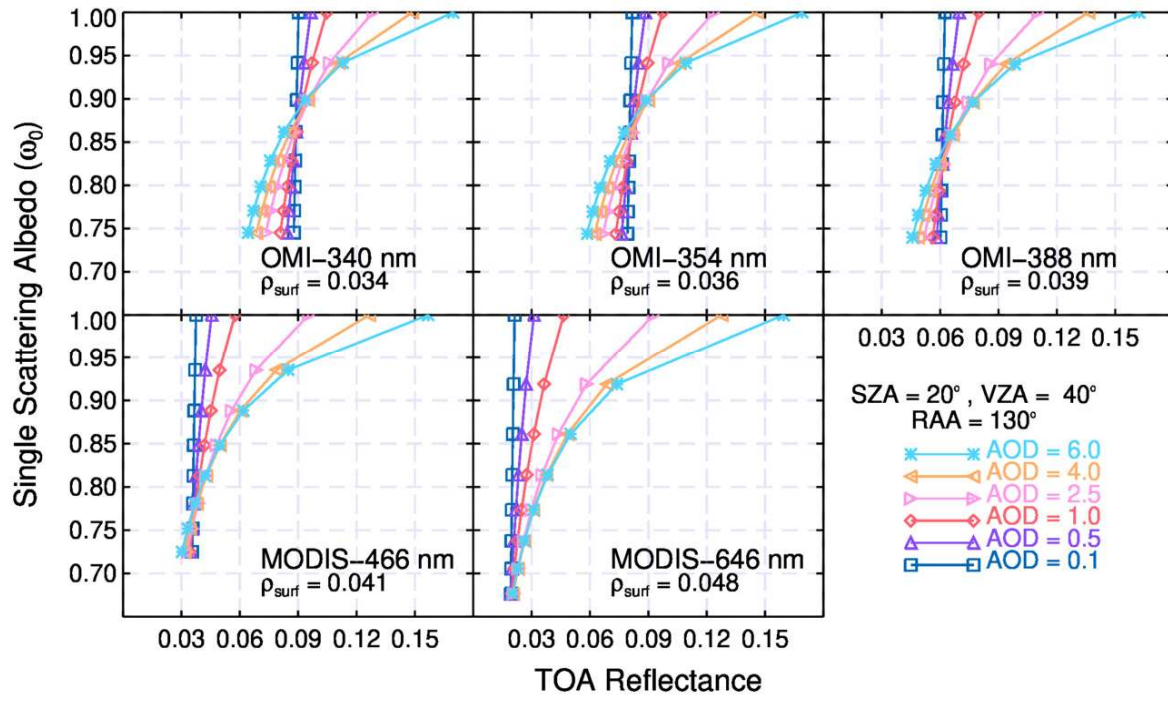 1.00
0.95
0.90
0.85
0.80
0.75
0.70
OMI−340 nm
ρsurf = 0.034
OMI−354 nm
ρsurf = 0.036
OMI−388 nm
ρsurf = 0.039
0.03 0.06 0.09 0.12 0.15
1.00
0.95
0.90
0.85
0.80
0.75
0.70
MODIS−466 nm
ρsurf = 0.041
MODIS−646 nm
ρsurf = 0.048
SZA = 20° , VZA = 40°
RAA = 130°
AOD = 6.0
AOD = 4.0
AOD = 2.5
AOD = 1.0
AOD = 0.5
AOD = 0.1
0.03 0.06 0.09 0.12 0.15
0.03 0.06 0.09 0.12 0.15
TOA Reflectance
Single Scattering Albedo (ω0)